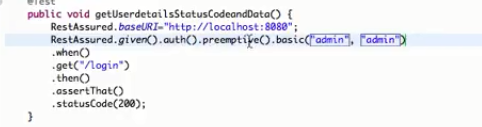 @Test
public void getUserdetailsStatusCodeandData() {
RestAssured.baseURI="http://localhost:8080";
RestAssured.given().auth().preemptive().basic("admin", "admin")
.when()
.get("/login")
.then()
.assertThat()
.statusCode(200);
}